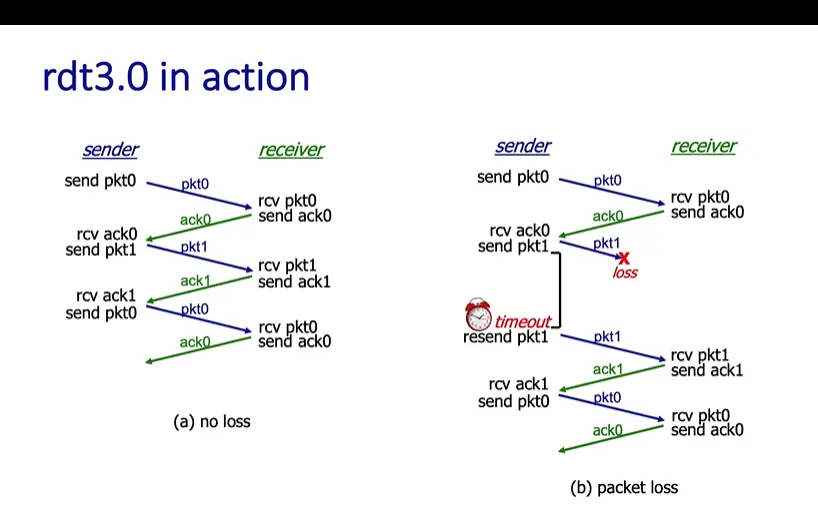 rdt3.0 in action
sender
receiver
send pkt0
pkt0
rcv pkt0
send ack0
ack0
rcv ack0
send pkt1
pkt1
rcv pkt1
send ack1
ack1
rcv ack1
send pkt0
pkt0
rcv pkt0
send ack0
ack0
(a) no loss
sender
receiver
send pkt0
pkt0
rcv pkt0
send ack0
ack0
rcv ack0
send pkt1
pkt1
X
loss
timeout
resend pkt1
pkt1
rcv pkt1
send ack1
ack1
rcv ack1
send pkt0
pkt0
rcv pkt0
send ack0
ack0
(b) packet loss